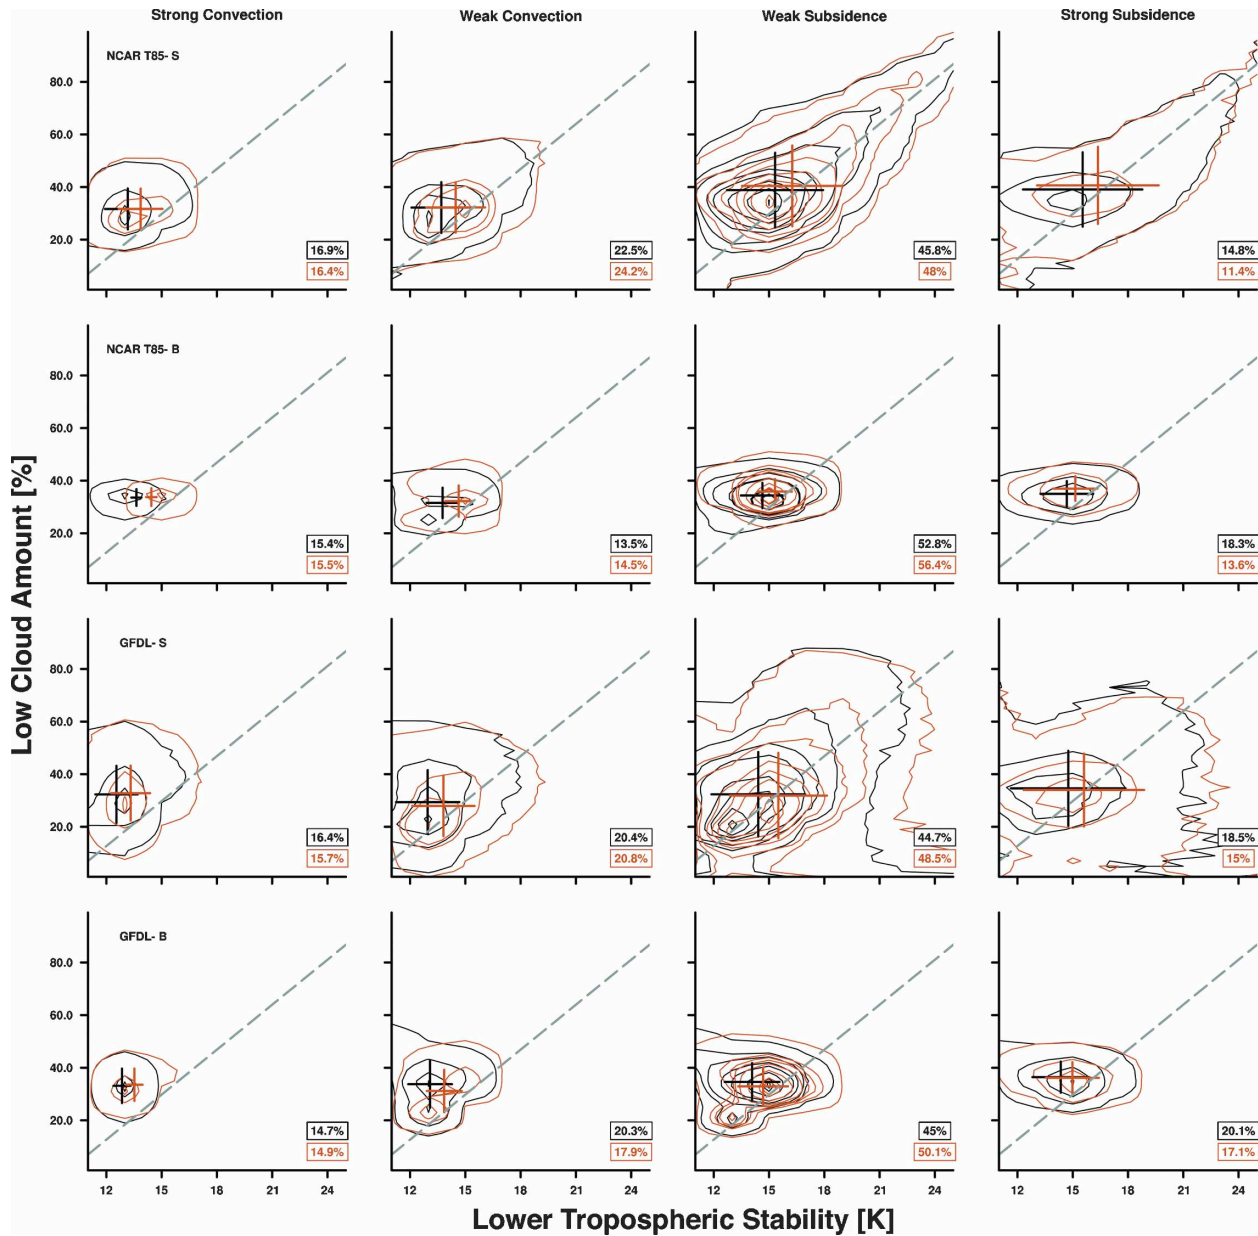 Strong Convection Weak Convection Weak Subsidence Strong Subsidence
NCAR T85- S
80.0
60.0
40.0
20.0
16.9% 22.5% 45.8% 14.8%
16.4% 24.2% 48% 11.4%
NCAR T85- B
80.0
60.0
40.0
20.0
15.4% 13.5% 52.8% 18.3%
15.5% 14.5% 56.4% 13.6%
GFDL- S
80.0
60.0
40.0
20.0
16.4% 20.4% 44.7% 18.5%
15.7% 20.8% 48.5% 15%
GFDL- B
80.0
60.0
40.0
20.0
14.7% 20.3% 45% 20.1%
14.9% 17.9% 50.1% 17.1%
12 15 18 21 24 12 15 18 21 24 12 15 18 21 24 12 15 18 21 24
Low Cloud Amount [%]
Lower Tropospheric Stability [K]